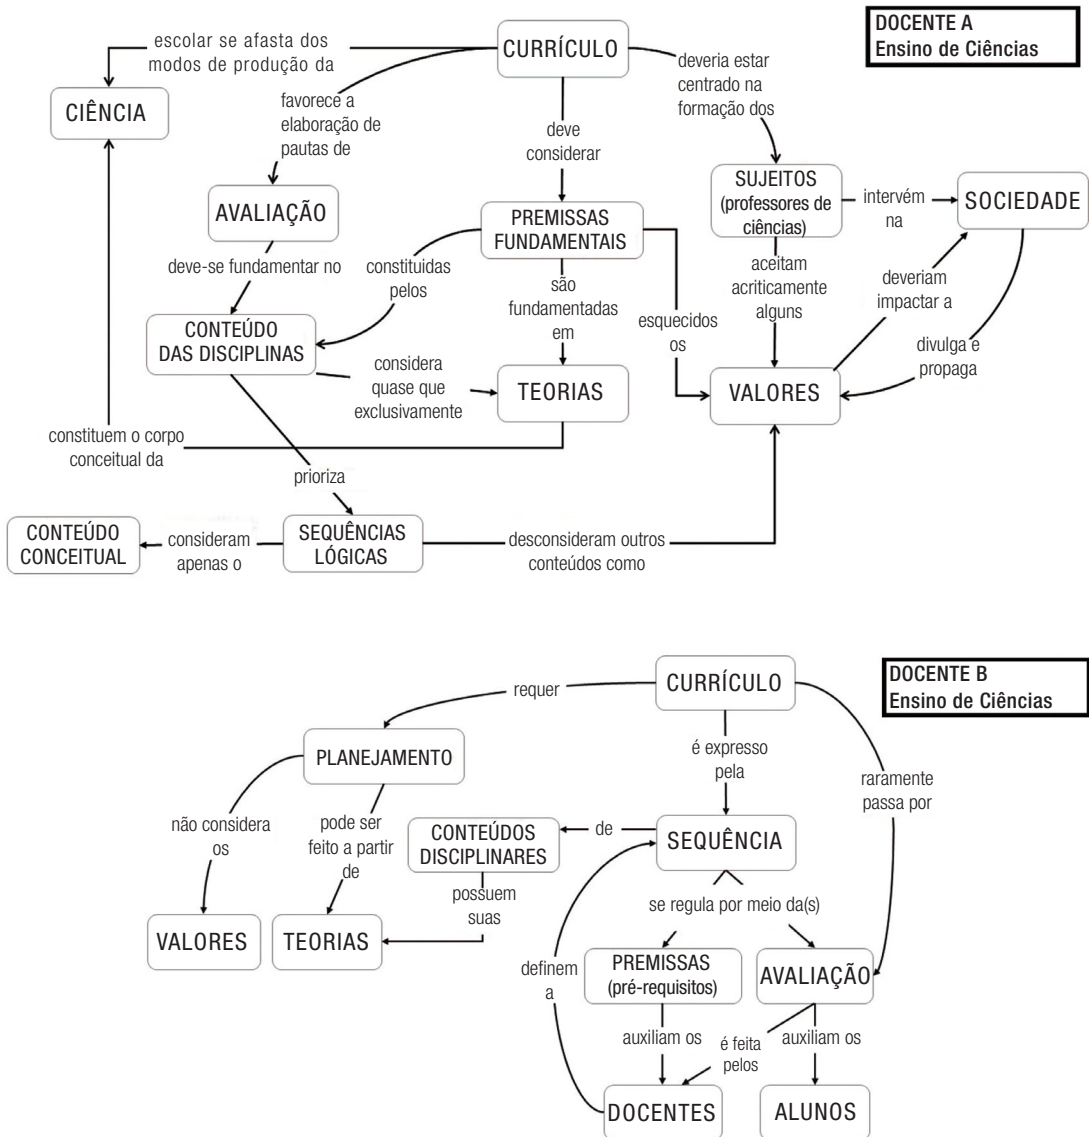 DOCENTE A
Ensino de Ciências
CURRÍCULO
escolar se afasta dos
modos de produção da
CIÊNCIA
favorece a
elaboração de
pautas de
deve
considerar
deveria estar
centrado na
formação dos
AVALIAÇÃO
PREMISSAS
FUNDAMENTAIS
SUJEITOS
(professores de
ciências)
intervém
na
SOCIEDADE
deve-se fundamentar no
constituidas
pelos
são
fundamentadas
em
esquecidos
os
aceitam
acriticamente
alguns
deveriam
impactar a
divulga e
propaga
CONTEÚDO
DAS DISCIPLINAS
considera
quase que
exclusivamente
TEORIAS
VALORES
constituem o corpo
conceitual da
prioriza
CONTEÚDO
CONCEITUAL
consideram
apenas o
SEQUÊNCIAS
LÓGICAS
desconsideram outros
conteúdos como
DOCENTE B
Ensino de Ciências
CURRÍCULO
requer
PLANEJAMENTO
é expresso
pela
raramente
passa por
não considera
os
pode ser
feito a partir
de
CONTEÚDOS
DISCIPLINARES
de
SEQUÊNCIA
possuem
suas
se regula por meio da(s)
VALORES
TEORIAS
definem
a
PREMISSAS
(pré-requisitos)
AVALIAÇÃO
auxiliam os
é feita
pelos
auxiliam os
DOCENTES
ALUNOS